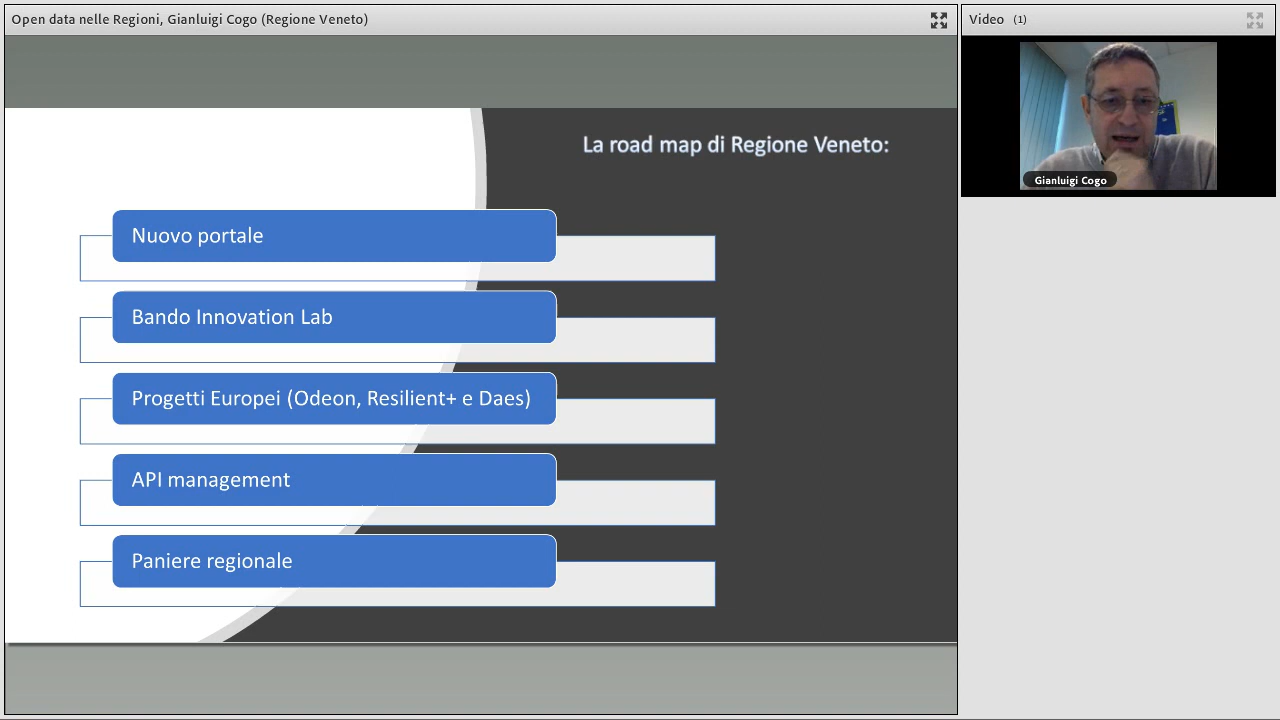 Open data nelle Regioni, Gianluigi Cogo (Regione Veneto)
Video (1)
Gianluigi Cogo
La road map di Regione Veneto:
Nuovo portale
Bando Innovation Lab
Progetti Europei (Odeon, Resilient+ e Daes)
API management
Paniere regionale